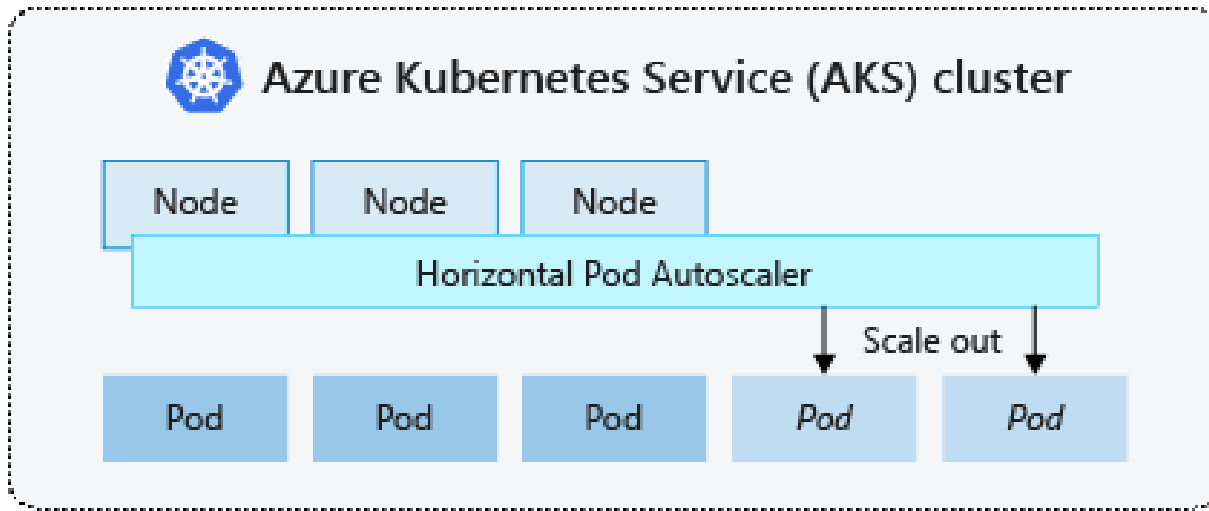 Azure Kubernetes Service (AKS) cluster
Node Node Node
Horizontal Pod Autoscaler
Scale out
Pod Pod Pod Pod Pod